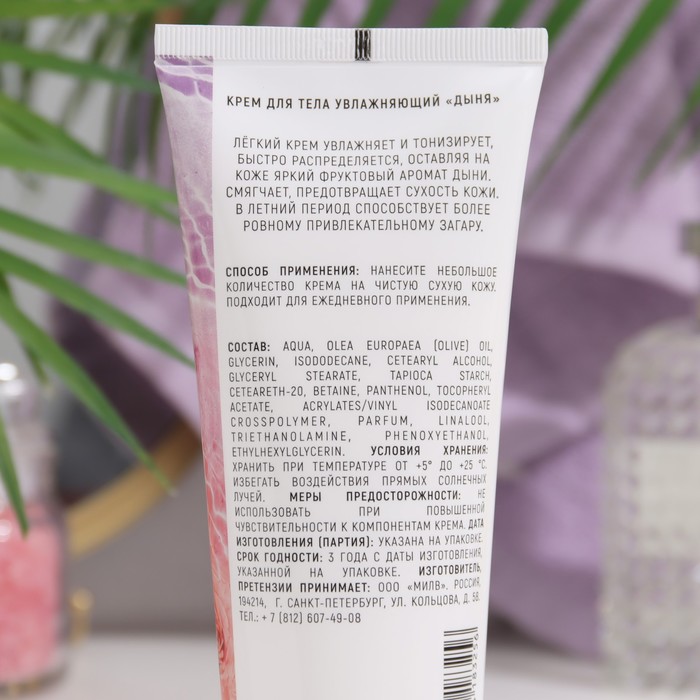 КРЕМ ДЛЯ ТЕЛА УВЛАЖНЯЮЩИЙ «ДЫНЯ»
ЛЁГКИЙ КРЕМ УВЛАЖНЯЕТ И ТОНИЗИРУЕТ,
БЫСТРО РАСПРЕДЕЛЯЕТСЯ, ОСТАВЛЯЯ НА
КОЖЕ ЯРКИЙ ФРУКТОВЫЙ АРОМАТ ДЫНИ.
СМЯГЧАЕТ, ПРЕДОТВРАЩАЕТ СУХОСТЬ КОЖИ.
В ЛЕТНИЙ ПЕРИОД СПОСОБСТВУЕТ БОЛЕЕ
РОВНОМУ ПРИВЛЕКАТЕЛЬНОМУ ЗАГАРУ.
СПОСОБ ПРИМЕНЕНИЯ: НАНЕСИТЕ НЕБОЛЬШОЕ
КОЛИЧЕСТВО КРЕМА НА ЧИСТУЮ СУХУЮ КОЖУ.
ПОДХОДИТ ДЛЯ ЕЖЕДНЕВНОГО ПРИМЕНЕНИЯ.
СОСТАВ: AQUA, OLEA EUROPAEA (OLIVE) OIL,
GLYCERIN, ISODODECANE, CETEARYL ALCOHOL,
GLYCERYL STEARATE, TAPIOCA STARCH,
CETEARETH-20, BETAINE, PANTHENOL, TOCOPHERYL
ACETATE, ACRYLATES/VINYL ISODECANOATE
CROSSPOLYMER, PARFUM, LINALOOL,
TRIETHANOLAMINE, PHENOXYETHANOL,
ETHYLHEXYLGLYCERIN. УСЛОВИЯ ХРАНЕНИЯ:
ХРАНИТЬ ПРИ ТЕМПЕРАТУРЕ ОТ +5° ДО +25 °C.
ИЗБЕГАТЬ ВОЗДЕЙСТВИЯ ПРЯМЫХ СОЛНЕЧНЫХ
ЛУЧЕЙ. МЕРЫ ПРЕДОСТОРОЖНОСТИ: НЕ
ИСПОЛЬЗОВАТЬ ПРИ ПОВЫШЕННОЙ
ЧУВСТВИТЕЛЬНОСТИ К КОМПОНЕНТАМ КРЕМА. ДАТА
ИЗГОТОВЛЕНИЯ (ПАРТИЯ): УКАЗАНА НА УПАКОВКЕ.
СРОК ГОДНОСТИ: 3 ГОДА С ДАТЫ ИЗГОТОВЛЕНИЯ,
УКАЗАННОЙ НА УПАКОВКЕ. ИЗГОТОВИТЕЛЬ,
ПРЕТЕНЗИИ ПРИНИМАЕТ: ООО «МИЛВ». РОССИЯ,
194214, Г. САНКТ-ПЕТЕРБУРГ, УЛ. КОЛЬЦОВА, Д. 58.
ТЕЛ.: + 7 (812) 607-49-08